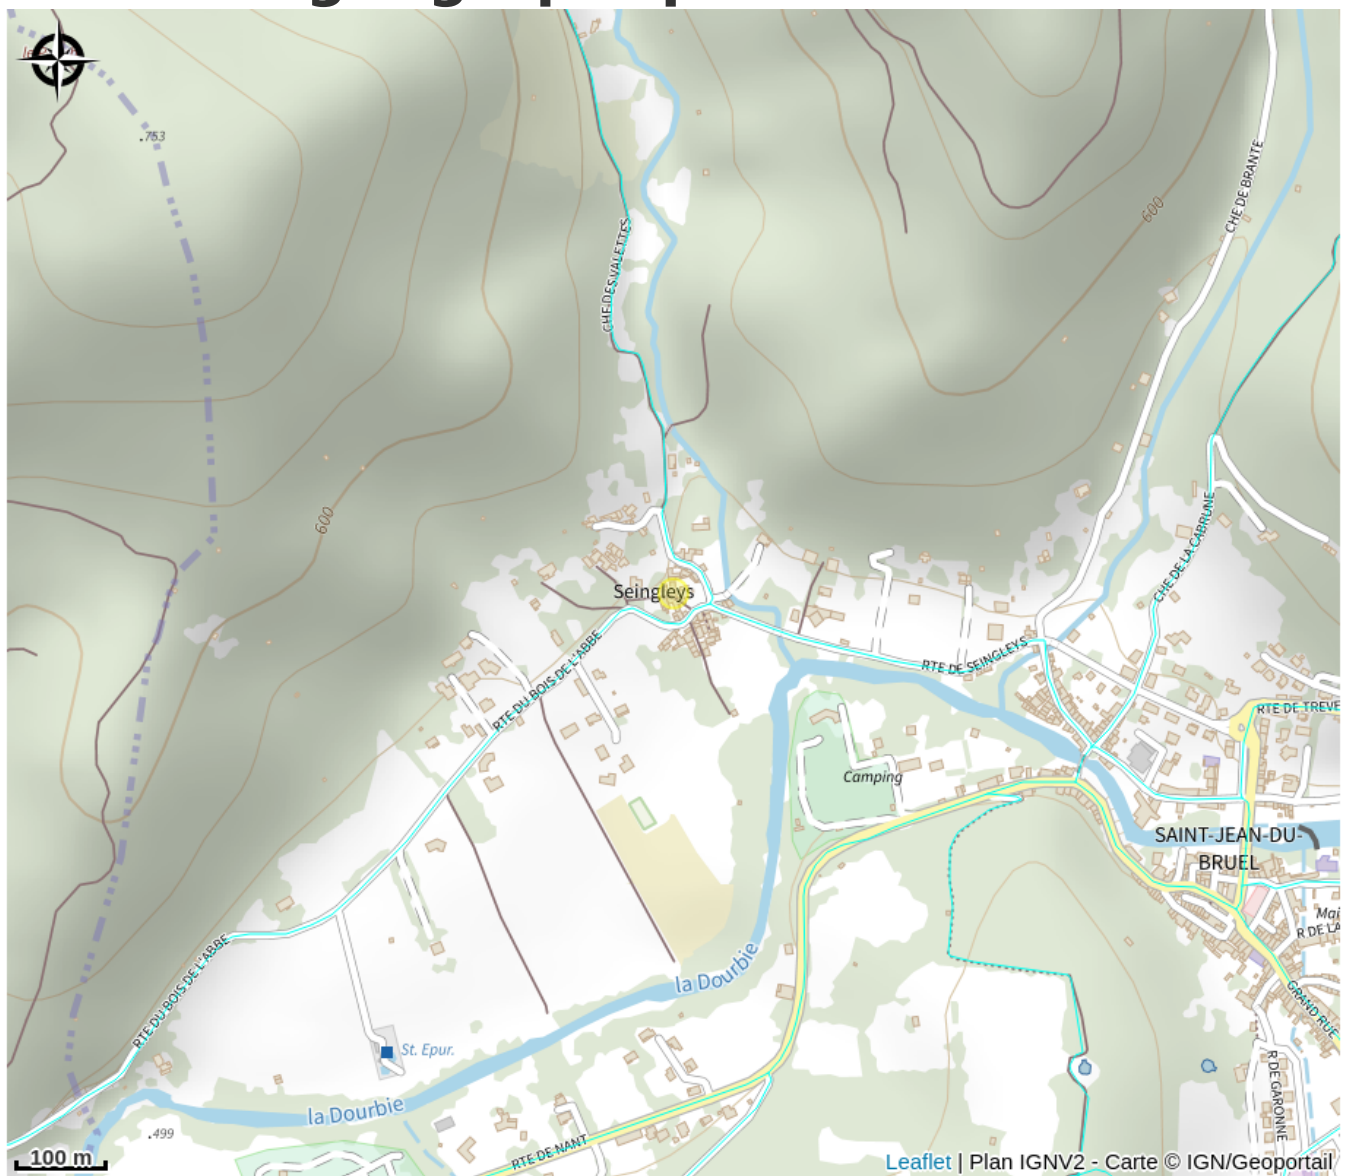 .753
CHE DE BRANTE
600
CHE DES VALETTES
600
CHE DE LA CABRUNE
Seingleys
RTE DE SEINGLEYS
RTE DU BOIS DE L'ABBE
RTE DE TREVE
Camping
SAINT-JEAN-DU-
BRUEL
Mai
R DE LA
RTE DU BOIS DE L'ABBE
la Dourbie
GRAND RUE
St. Epur.
R DE GARONNE
la Dourbie
.499
RTE DE NANT
100 m
Leaflet | Plan IGNV2 - Carte © IGN/Geoportail